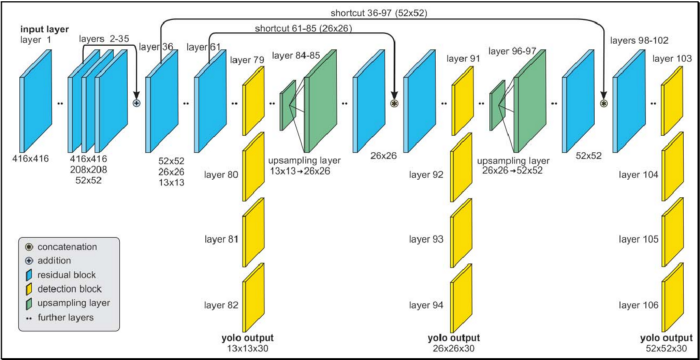 shortcut 36-97 (52x52)
input layer
shortcut 61-85 (26x26)
layer 1
layers 2-35
layer 36
layer 61
layer 79
layer 84-85
layer 91
layer 96-97
layers 98-102
layer 103
416x416
416x416
208x208
52x52
52x52
26x26
13x13
upsampling layer
13x13→26x26
26x26
upsampling layer
26x26→52x52
52x52
layer 80
layer 92
layer 104
layer 81
layer 93
layer 105
layer 82
layer 94
layer 106
concatenation
addition
residual block
detection block
upsampling layer
further layers
yolo output
13x13x30
yolo output
26x26x30
yolo output
52x52x30